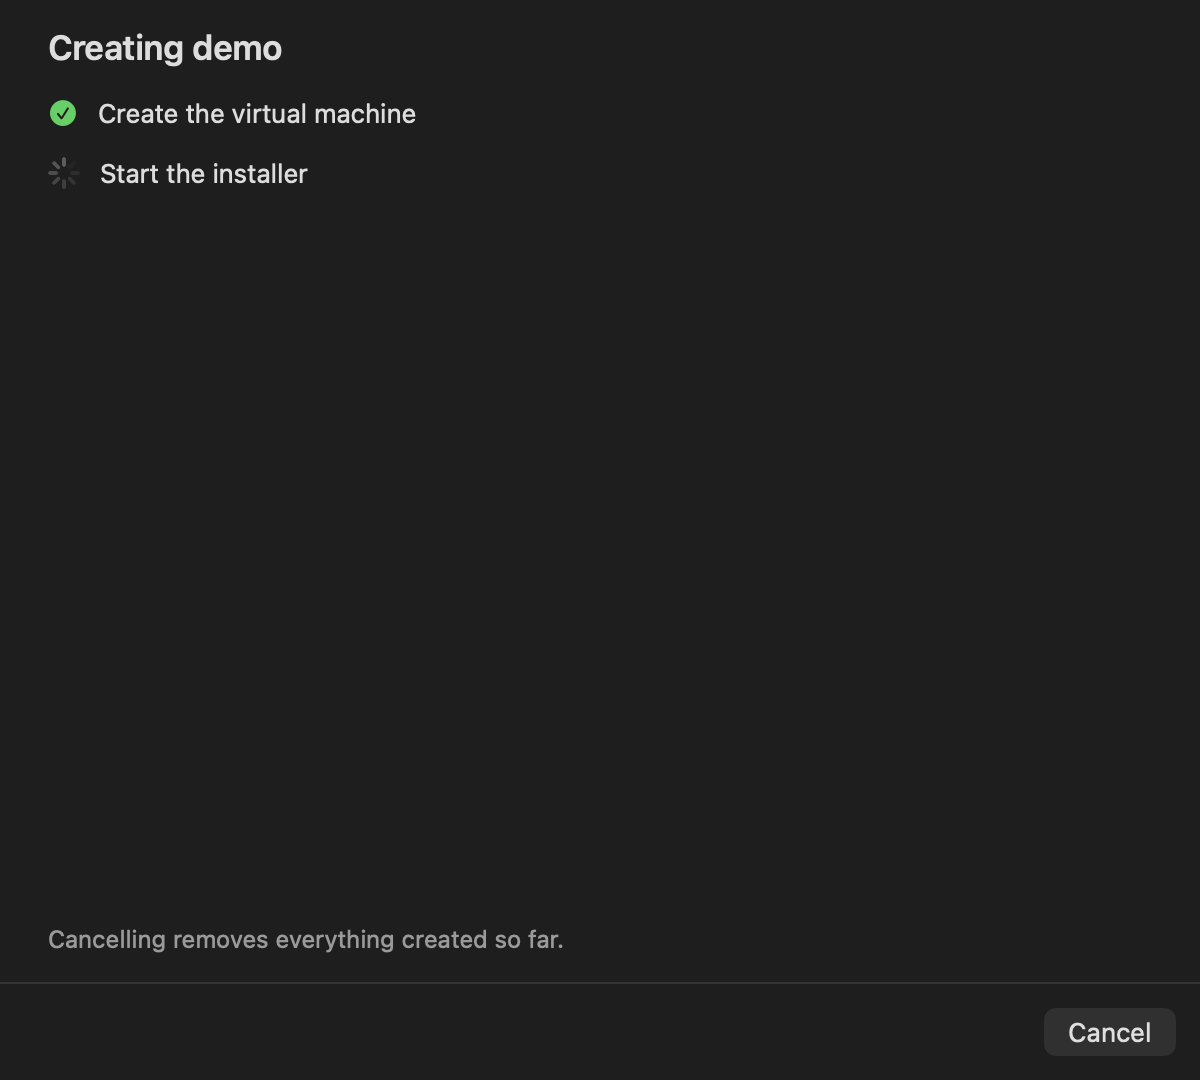 Creating demo
Create the virtual machine
Start the installer
Cancelling removes everything created so far.
Cancel